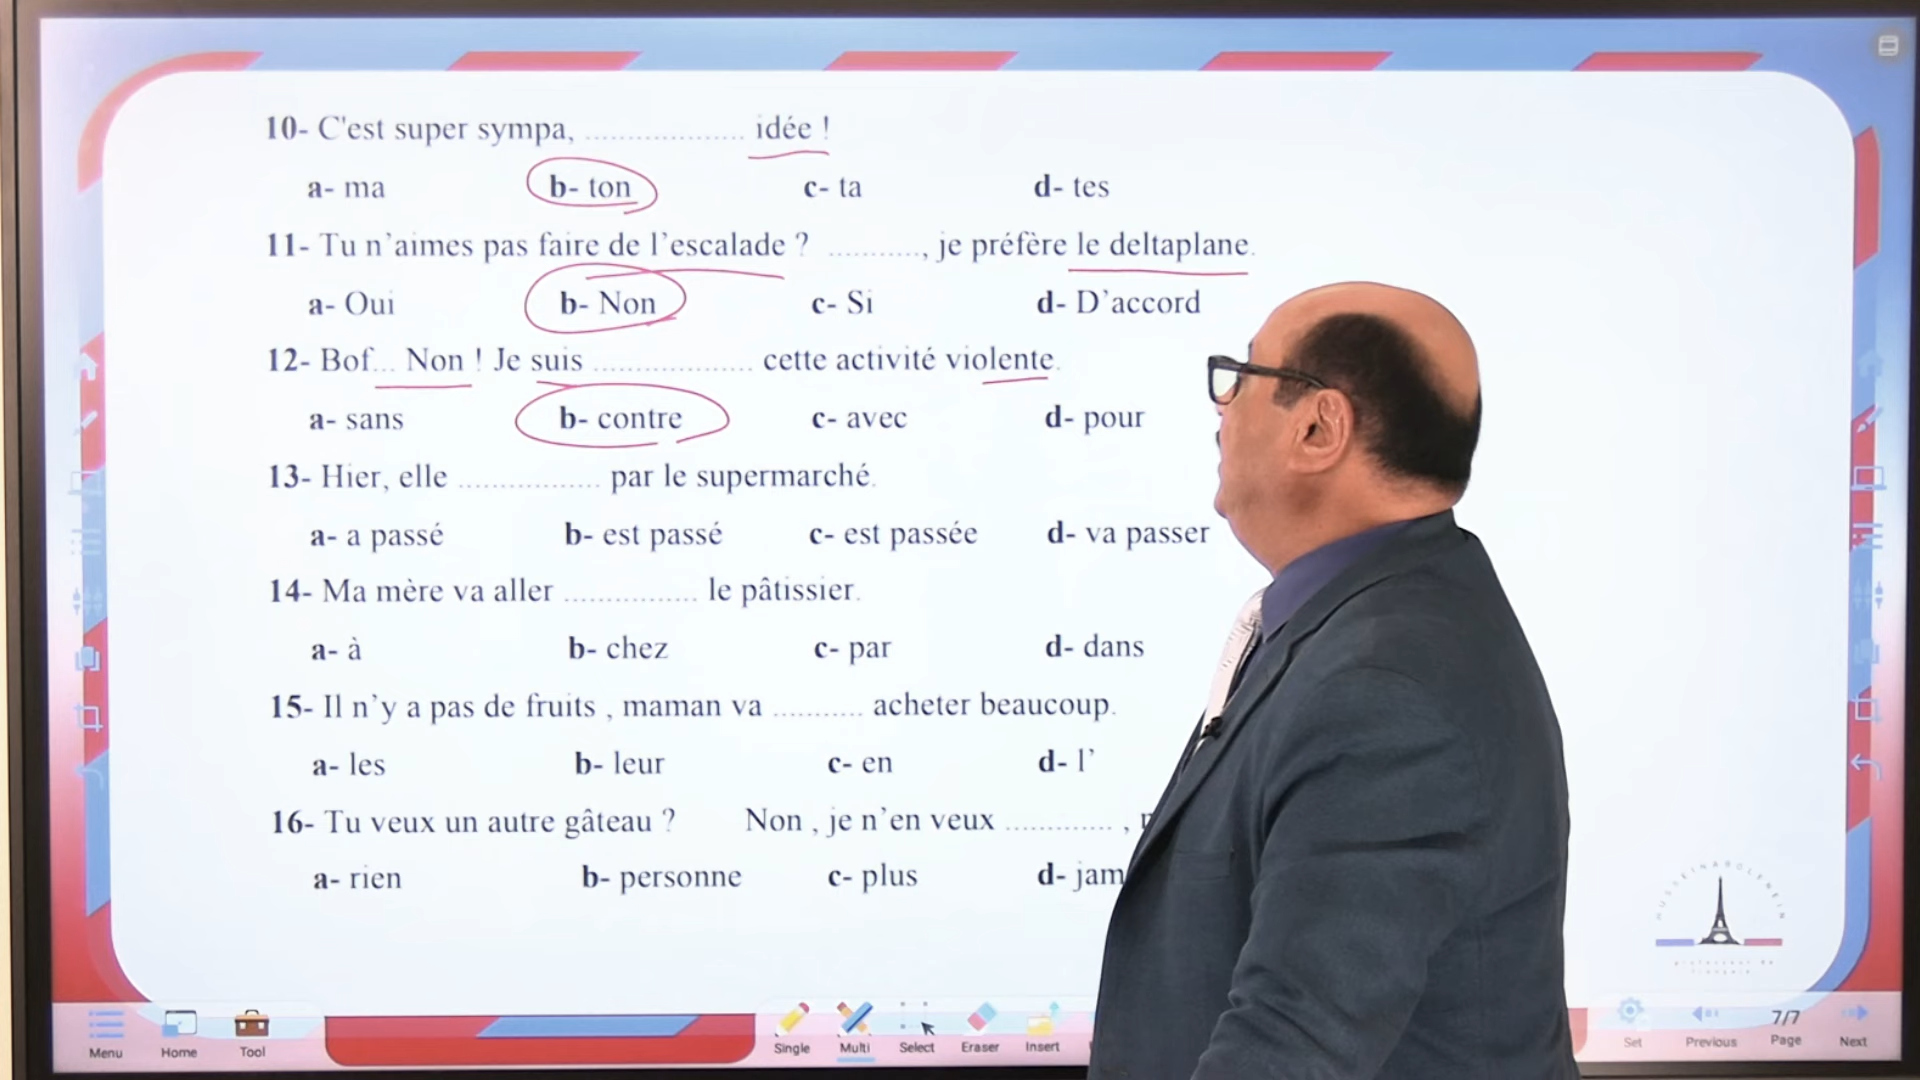 10- C'est super sympa, .................. idée !
a- ma b- ton c- ta d- tes
11- Tu n'aimes pas faire de l'escalade ? .........., je préfère le deltaplane.
a- Oui b- Non c- Si d- D'accord
12- Bof... Non ! Je suis .................. cette activité violente.
a- sans b- contre c- avec d- pour
13- Hier, elle ................ par le supermarché.
a- a passé b- est passé c- est passée d- va passer
14- Ma mère va aller ............... le pâtissier.
a- à b- chez c- par d- dans
15- Il n'y a pas de fruits , maman va .......... acheter beaucoup.
a- les b- leur c- en d- l'
16- Tu veux un autre gâteau ? Non , je n'en veux ............ ,
a- rien b- personne c- plus d- jam
HUSSEINABOLENEIN
professeur de
français
Menu Home Tool Single Multi Select Eraser Insert Set Previous 7/7 Page Next